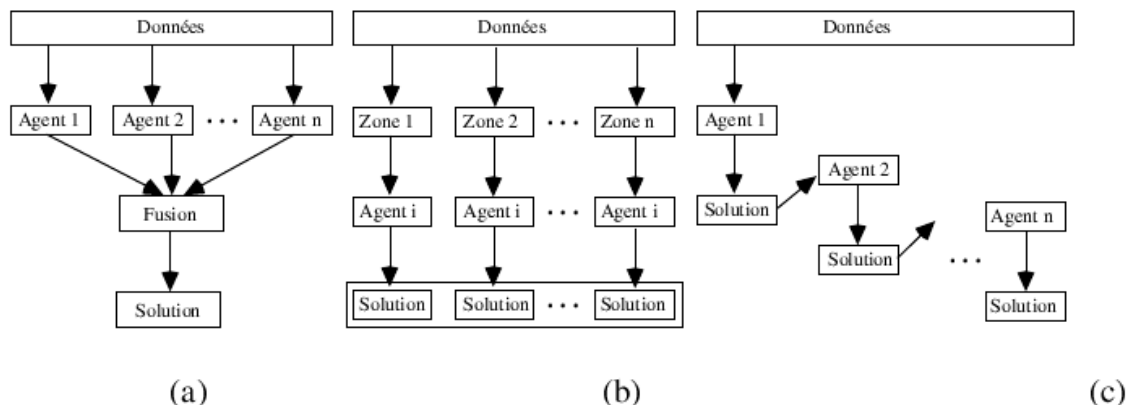 Données Données Données
Agent 1 Agent 2 ... Agent n Zone 1 Zone 2 ... Zone n Agent 1
Agent 2
Fusion Agent i Agent i ... Agent i Solution Agent n
Solution ...
Solution Solution Solution ... Solution Solution
(a) (b) (c)